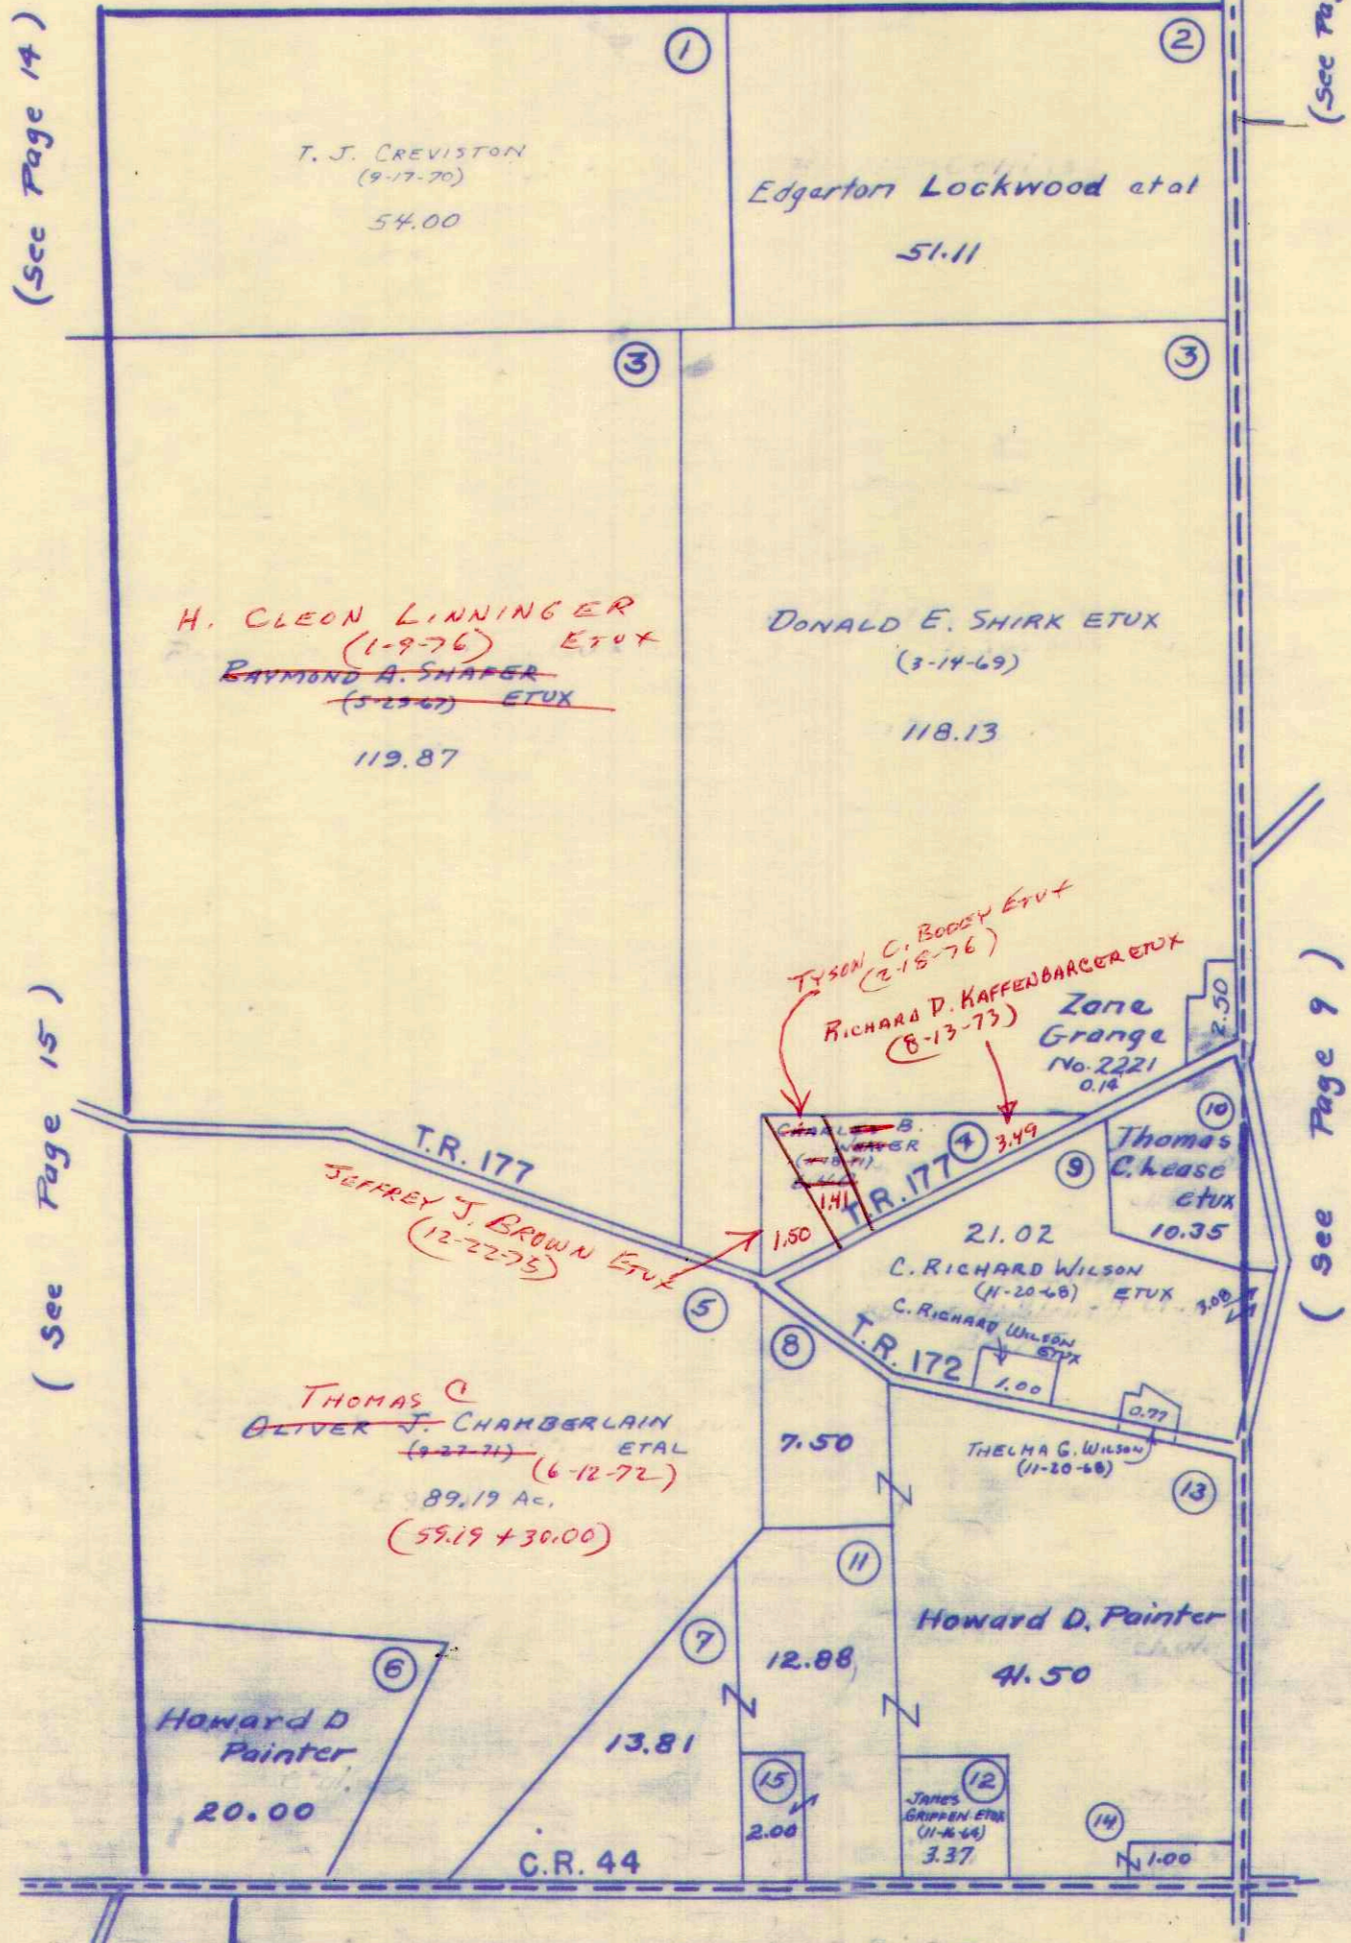 (See Page 14)
(See Pa
1
2
T. J. CREVISTON
(9-17-70)
54.00
Edgerton Lockwood etal
51.11
3
3
H. CLEON LINNINGER
(1-9-76) ETUX
RAYMOND A. SHAFER
(5-29-67) ETUX
119.87
DONALD E. SHIRK ETUX
(3-14-69)
118.13
TYSON C. BODEY ETUX
(2-18-76)
RICHARD D. KAFFENBARGER ETUX
(8-13-73)
Zane
Grange
No. 2221
0.14
2.50
(See Page 15)
(See Page 9)
T.R. 177
JEFFREY J. BROWN ETUX
(12-22-75)
CHARLES B.
WEAVER
4
3.49
1.41
1.50
T.R. 177
10
Thomas
C. Lease
etux
10.35
9
21.02
C. RICHARD WILSON
(11-20-68) ETUX
3.08
C. RICHARD WILSON
ETUX
1.00
T.R. 172
0.77
THELMA G. WILSON
(11-20-68)
5
8
7.50
THOMAS C
OLIVER J. CHAMBERLAIN
(9-27-71) ETAL
(6-12-72)
89.19 Ac.
(59.19 + 30.00)
13
11
12.88
Howard D. Painter
41.50
6
Howard D
Painter
20.00
7
13.81
15
2.00
12
JAMES
GRIFFEN ETUX
3.37
14
1.00
C.R. 44